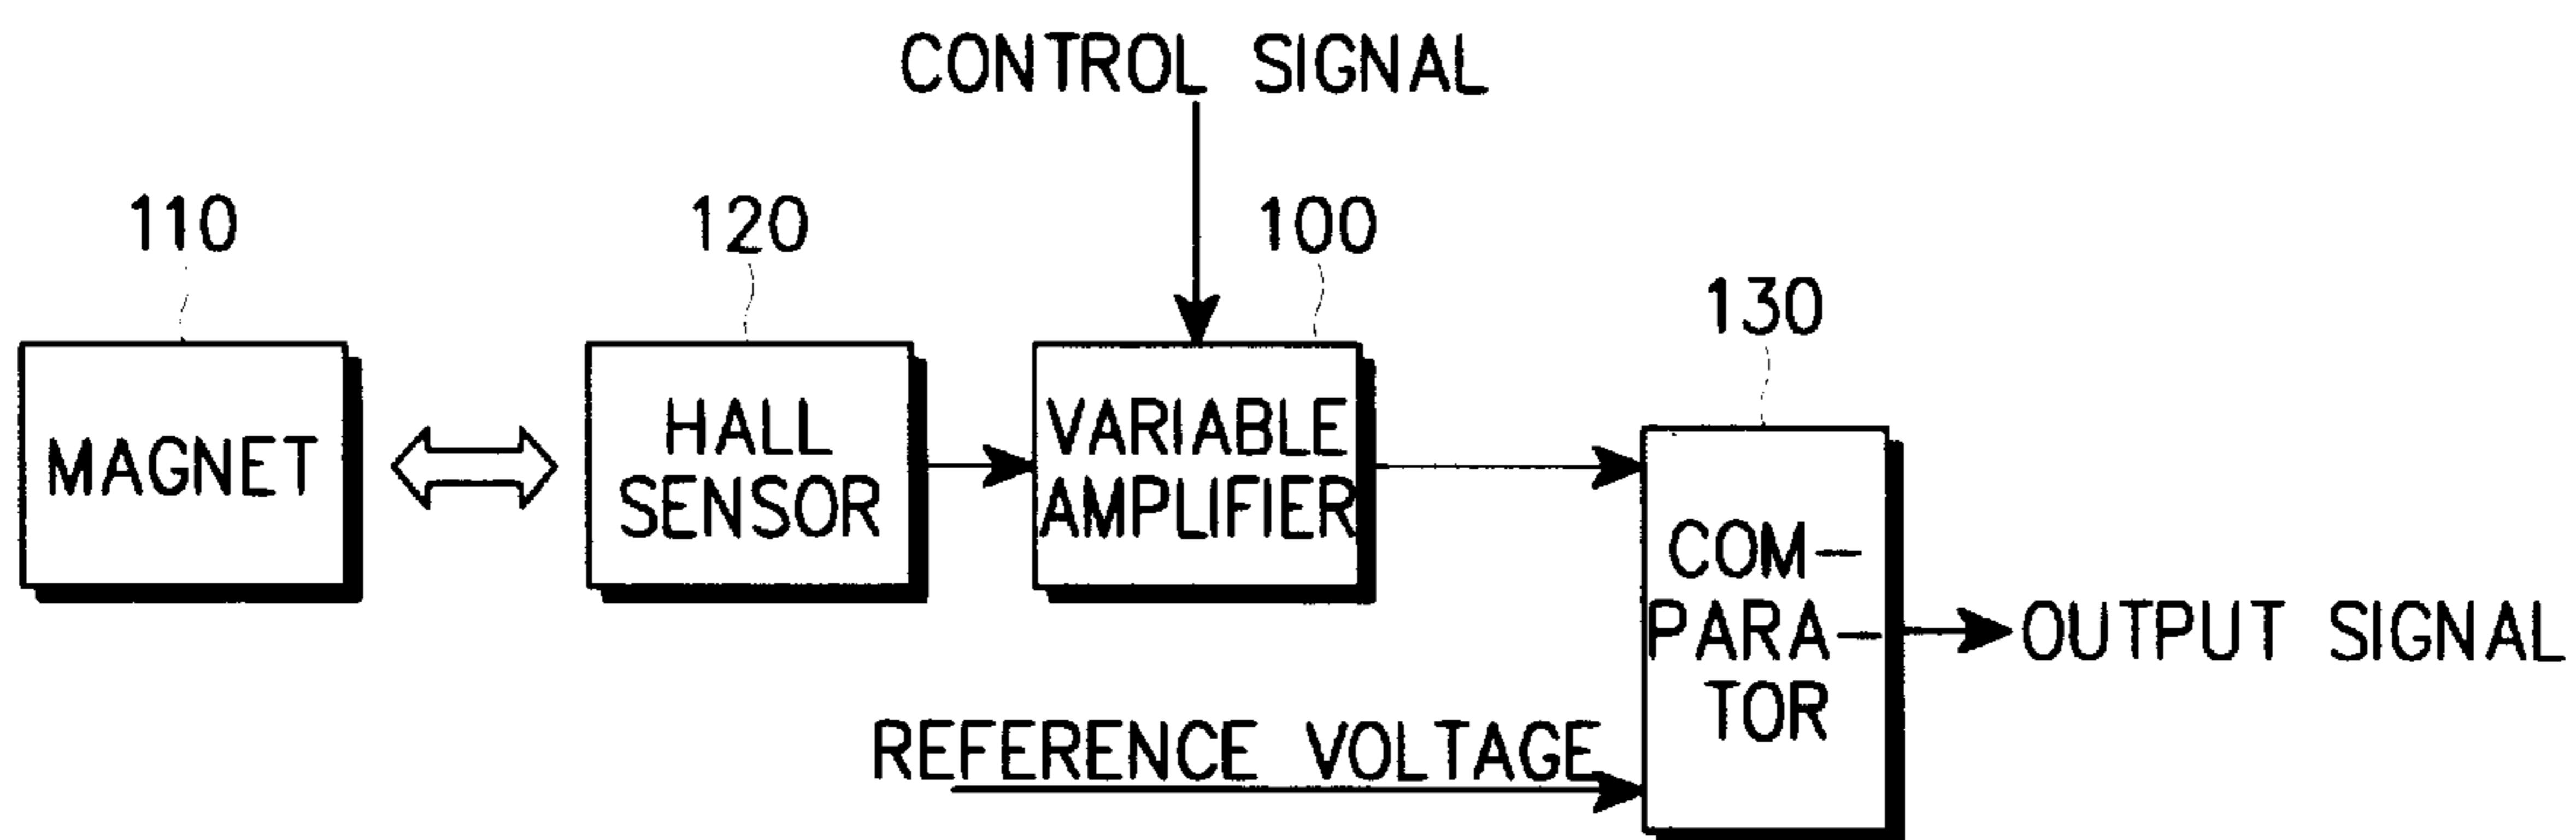 CONTROL SIGNAL
110
120
100
130
MAGNET
HALL
SENSOR
VARIABLE
AMPLIFIER
COM-
PARA-
TOR
OUTPUT SIGNAL
REFERENCE VOLTAGE